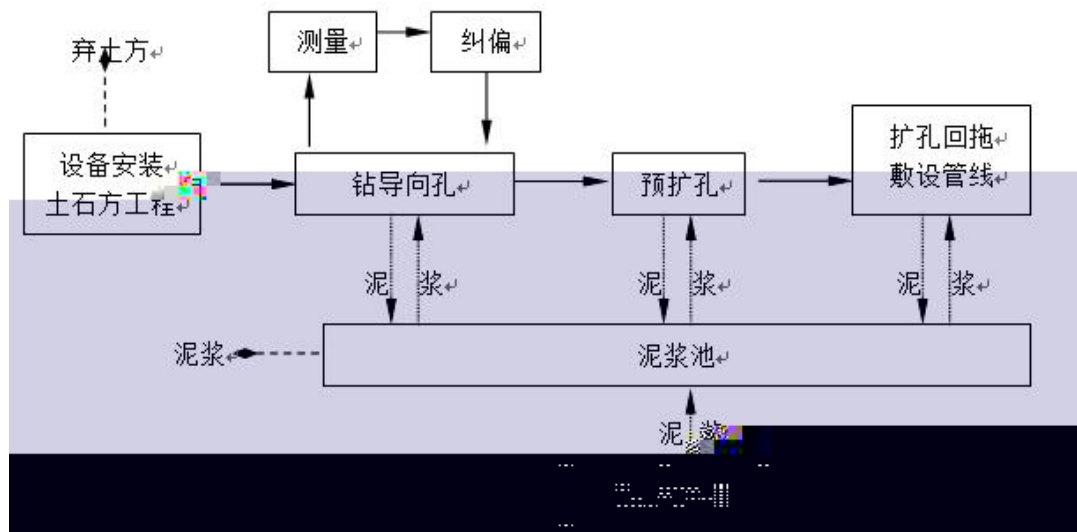 测量
纠偏
弃土方
设备安装
土石方工程
钻导向孔
预扩孔
扩孔回拖
敷设管线
泥 浆
泥 浆
泥 浆
泥浆
泥浆池
泥 浆